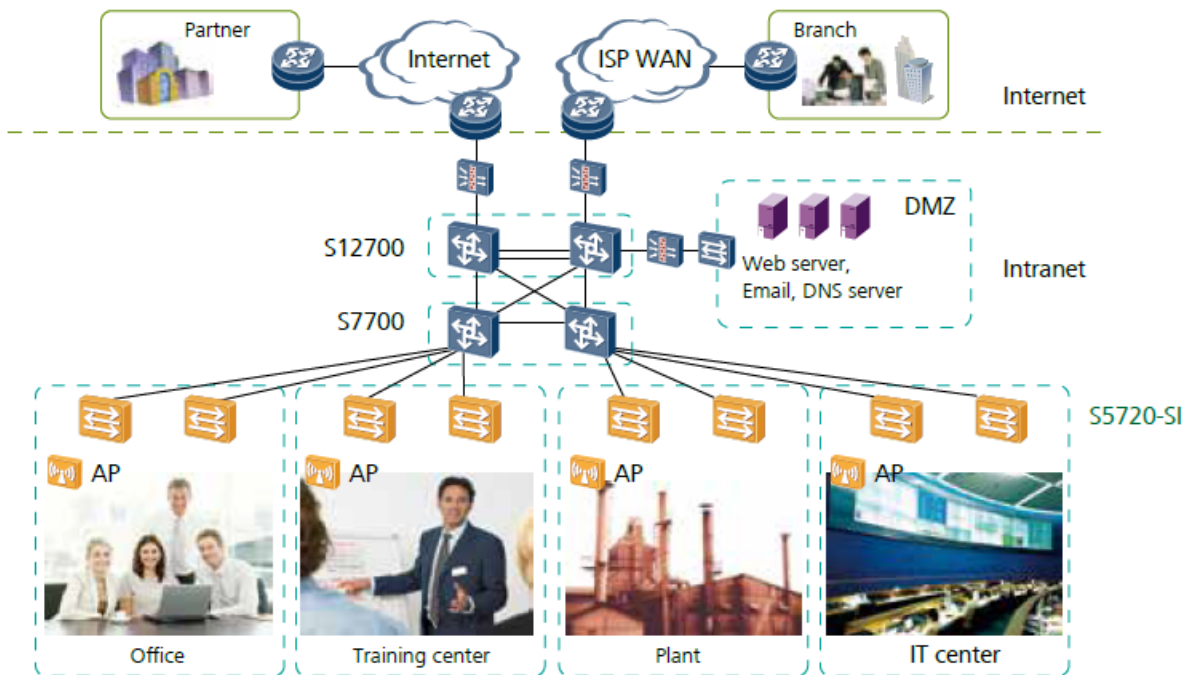 Partner
Internet
ISP WAN
Branch
Internet
DMZ
S12700
Web server,
Email, DNS server
Intranet
S7700
S5720-SI
AP
AP
AP
AP
Office
Training center
Plant
IT center